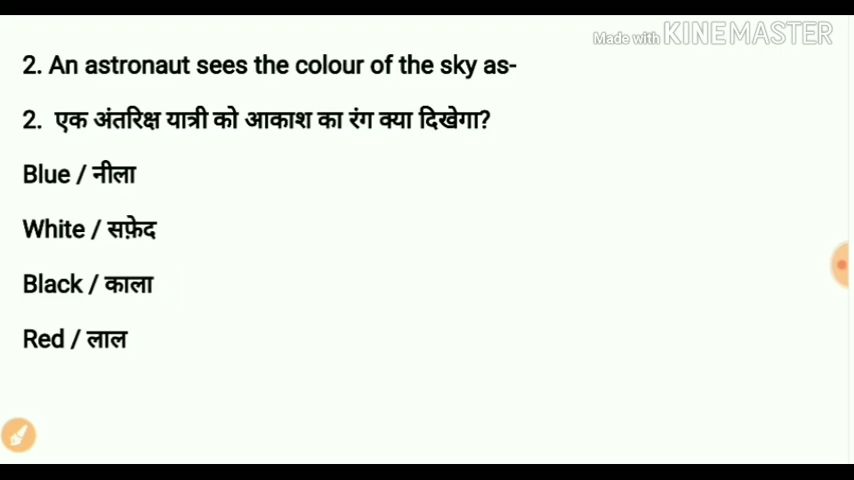 Made with KINEMASTER
2. An astronaut sees the colour of the sky as-
2. एक अंतरिक्ष यात्री को आकाश का रंग क्या दिखेगा?
Blue / नीला
White / सफ़ेद
Black / काला
Red / लाल